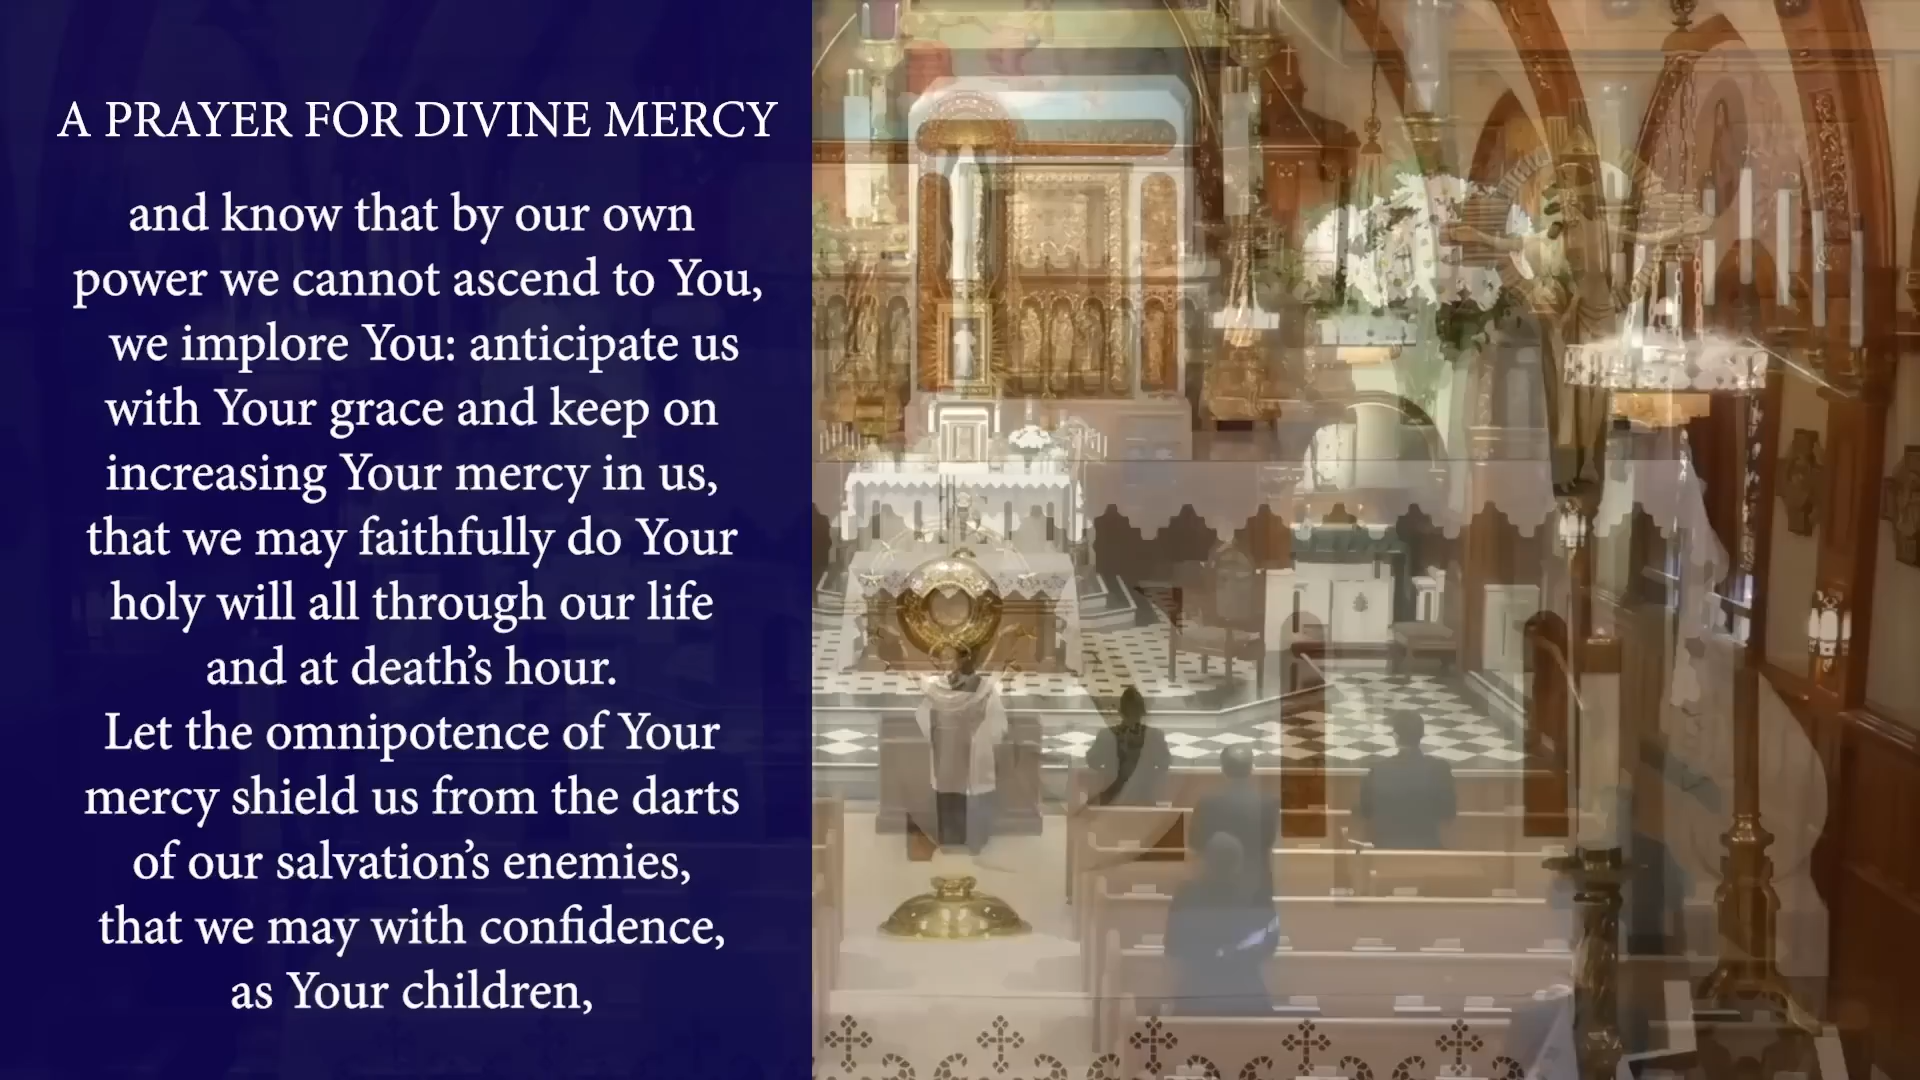 A PRAYER FOR DIVINE MERCY
and know that by our own
power we cannot ascend to You,
we implore You: anticipate us
with Your grace and keep on
increasing Your mercy in us,
that we may faithfully do Your
holy will all through our life
and at death’s hour.
Let the omnipotence of Your
mercy shield us from the darts
of our salvation’s enemies,
that we may with confidence,
as Your children,